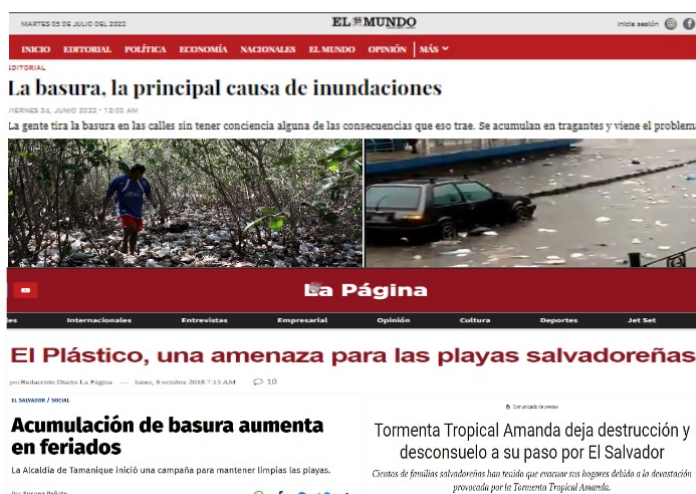 MARTES 05 DE JULIO DEL 2022
EL MUNDO
Inicia sesión
INICIO EDITORIAL POLÍTICA ECONOMÍA NACIONALES EL MUNDO OPINIÓN MÁS
EDITORIAL
La basura, la principal causa de inundaciones
VIERNES 24, JUNIO 2022 - 12:00 AM
La gente tira la basura en las calles sin tener conciencia alguna de las consecuencias que eso trae. Se acumulan en tragantes y viene el problema
La Página
Internacionales Entrevistas Empresarial Opinión Cultura Deportes Jet Set
El Plástico, una amenaza para las playas salvadoreñas
por Redacción Diario La Página — lunes, 8 octubre 2018 7:15 AM 10
EL SALVADOR / SOCIAL
Acumulación de basura aumenta
en feriados
La Alcaldía de Tamanique inició una campaña para mantener limpias las playas.
Comunicado de prensa
Tormenta Tropical Amanda deja destrucción y
desconsuelo a su paso por El Salvador
Cientos de familias salvadoreñas han tenido que evacuar sus hogares debido a la devastación
provocada por la Tormenta Tropical Amanda.